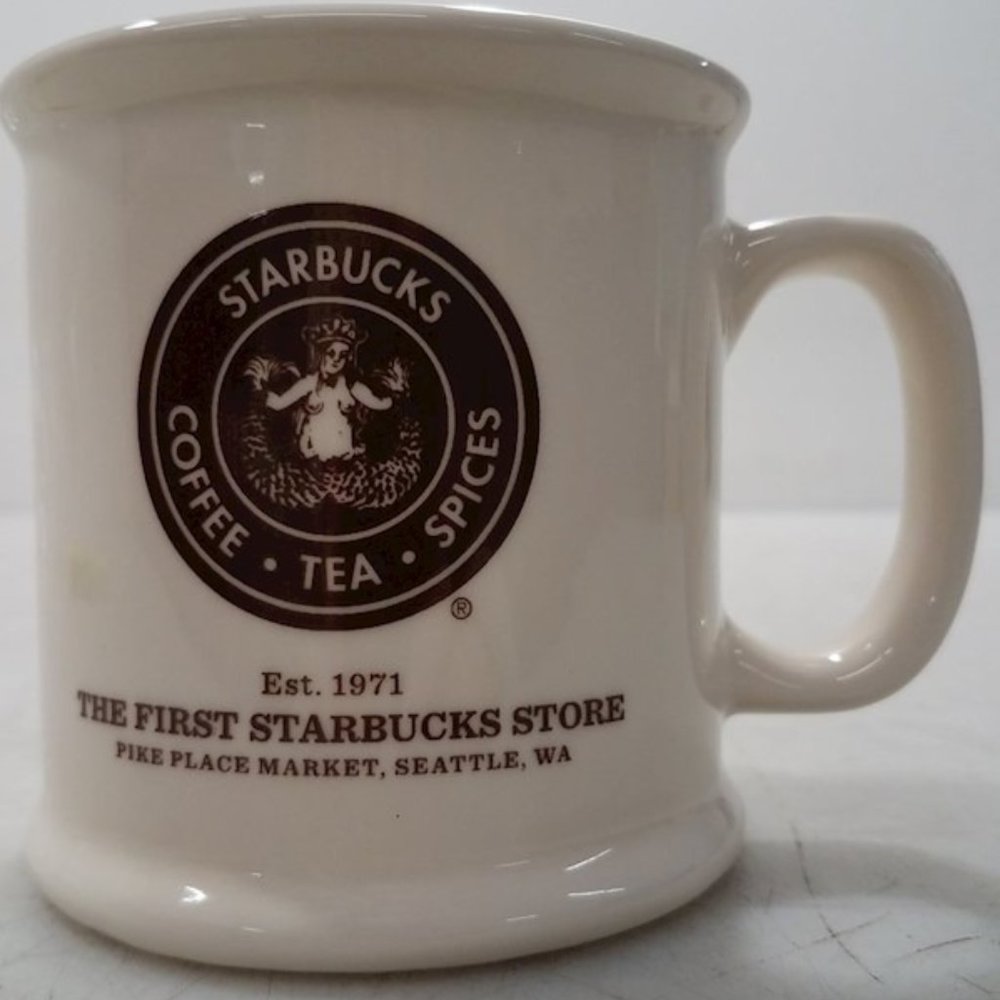 STARBUCKS
COFFEE • TEA • SPICES
®
Est. 1971
THE FIRST STARBUCKS STORE
PIKE PLACE MARKET, SEATTLE, WA